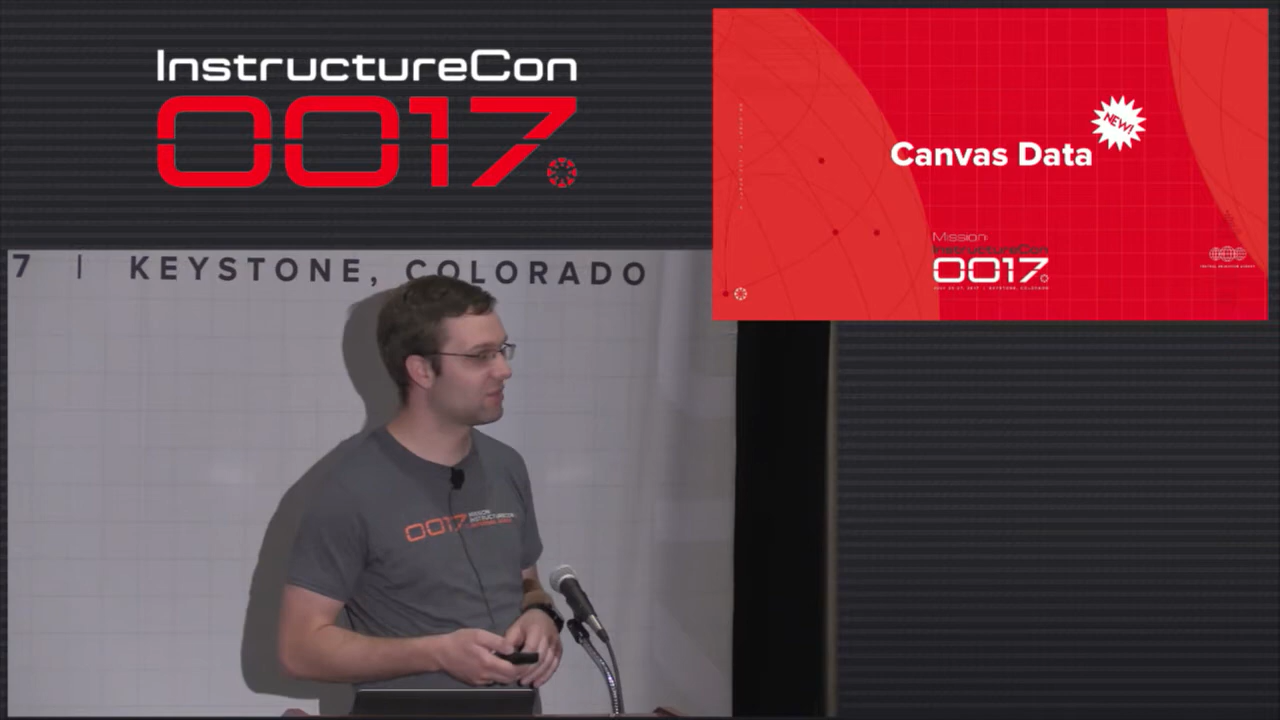 InstructureCon
0017
NEW!
Canvas Data
Mission:
InstructureCon
0017
7 | KEYSTONE, COLORADO
0017